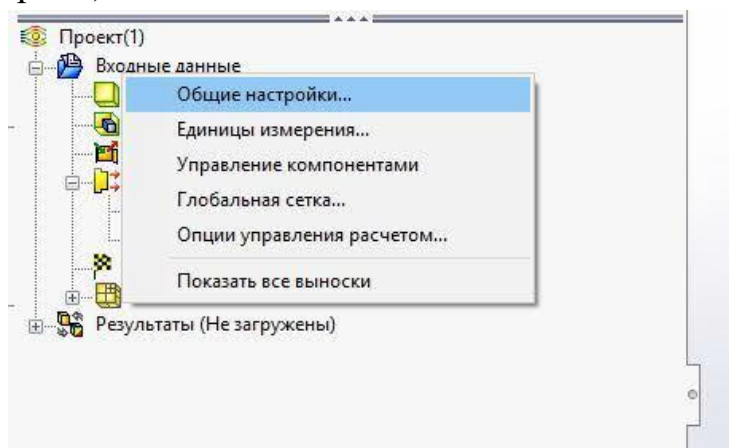 Проект(1)
Входные данные
Общие настройки...
Единицы измерения...
Управление компонентами
Глобальная сетка...
Опции управления расчетом...
Показать все выноски
Результаты (Не загружены)